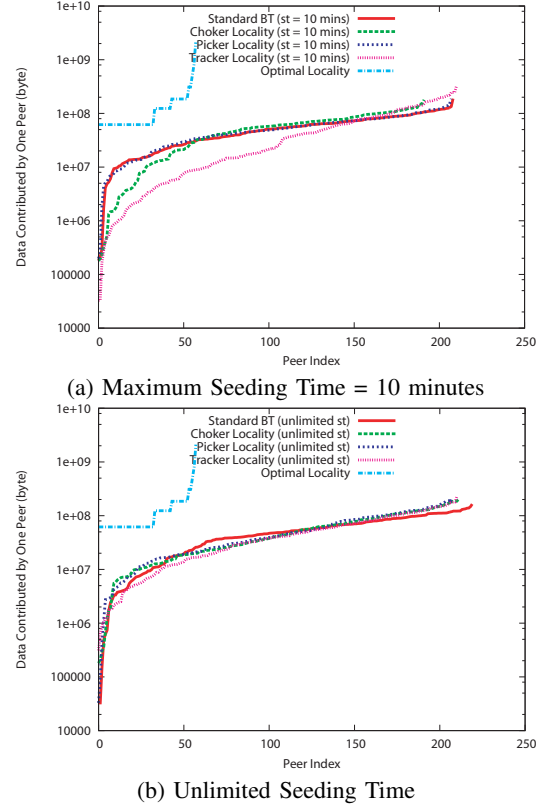 1e+10
Standard BT (st = 10 mins)
Choker Locality (st = 10 mins)
Picker Locality (st = 10 mins)
Tracker Locality (st = 10 mins)
Optimal Locality
1e+09
1e+08
1e+07
1e+06
100000
10000
Data Contributed by One Peer (byte)
0 50 100 150 200 250
Peer Index
(a) Maximum Seeding Time = 10 minutes
1e+10
Standard BT (unlimited st)
Choker Locality (unlimited st)
Picker Locality (unlimited st)
Tracker Locality (unlimited st)
Optimal Locality
1e+09
1e+08
1e+07
1e+06
100000
10000
Data Contributed by One Peer (byte)
0 50 100 150 200 250
Peer Index
(b) Unlimited Seeding Time